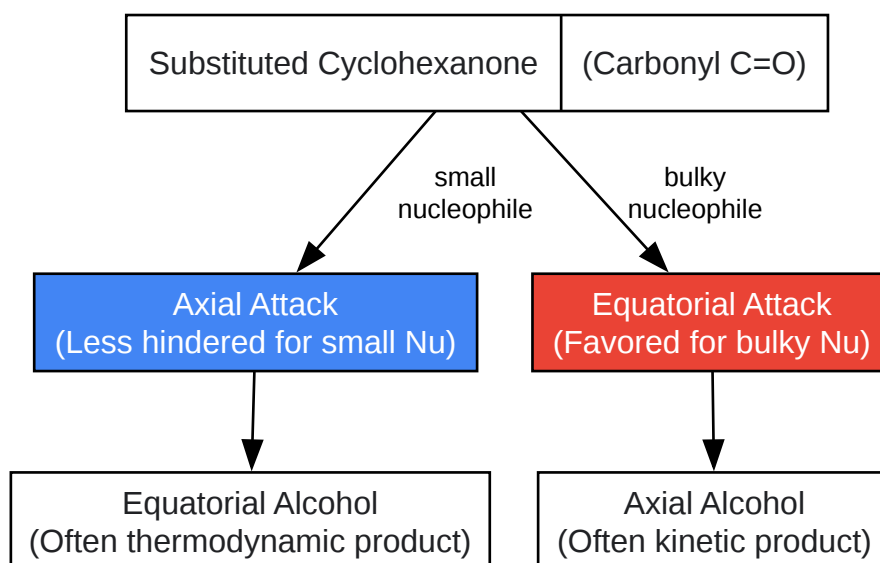 Substituted Cyclohexanone
(Carbonyl C=O)
small
nucleophile
bulky
nucleophile
Axial Attack
(Less hindered for small Nu)
Equatorial Attack
(Favored for bulky Nu)
Equatorial Alcohol
(Often thermodynamic product)
Axial Alcohol
(Often kinetic product)